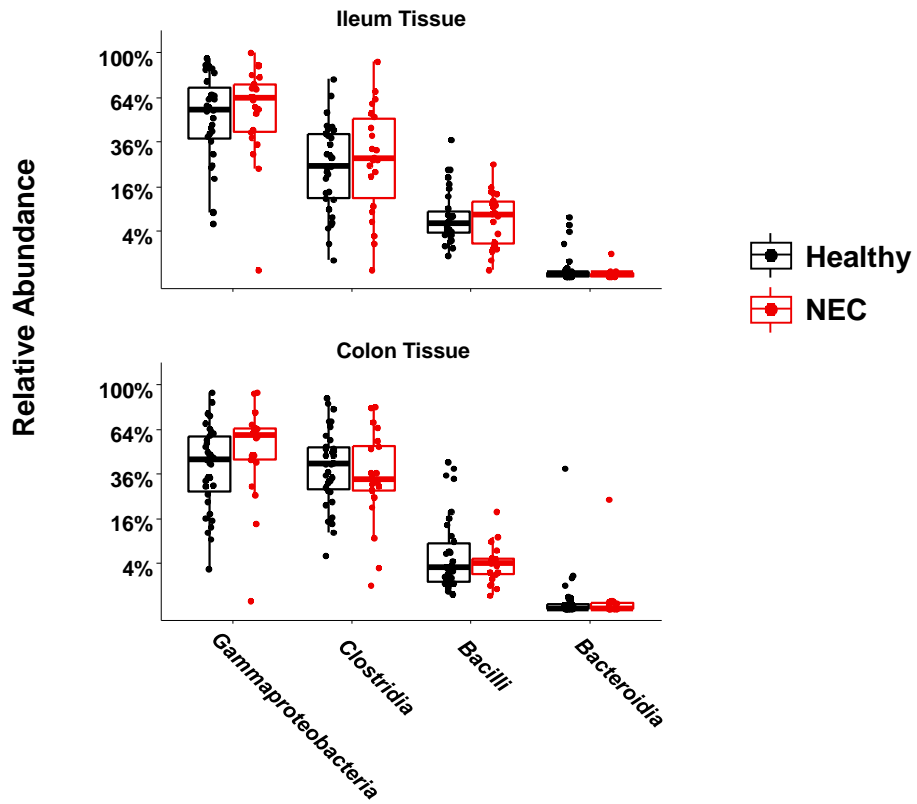 Ileum Tissue
100%
64%
36%
16%
4%
Relative Abundance
Healthy
NEC
Colon Tissue
100%
64%
36%
16%
4%
Gammaproteobacteria
Clostridia
Bacilli
Bacteroidia